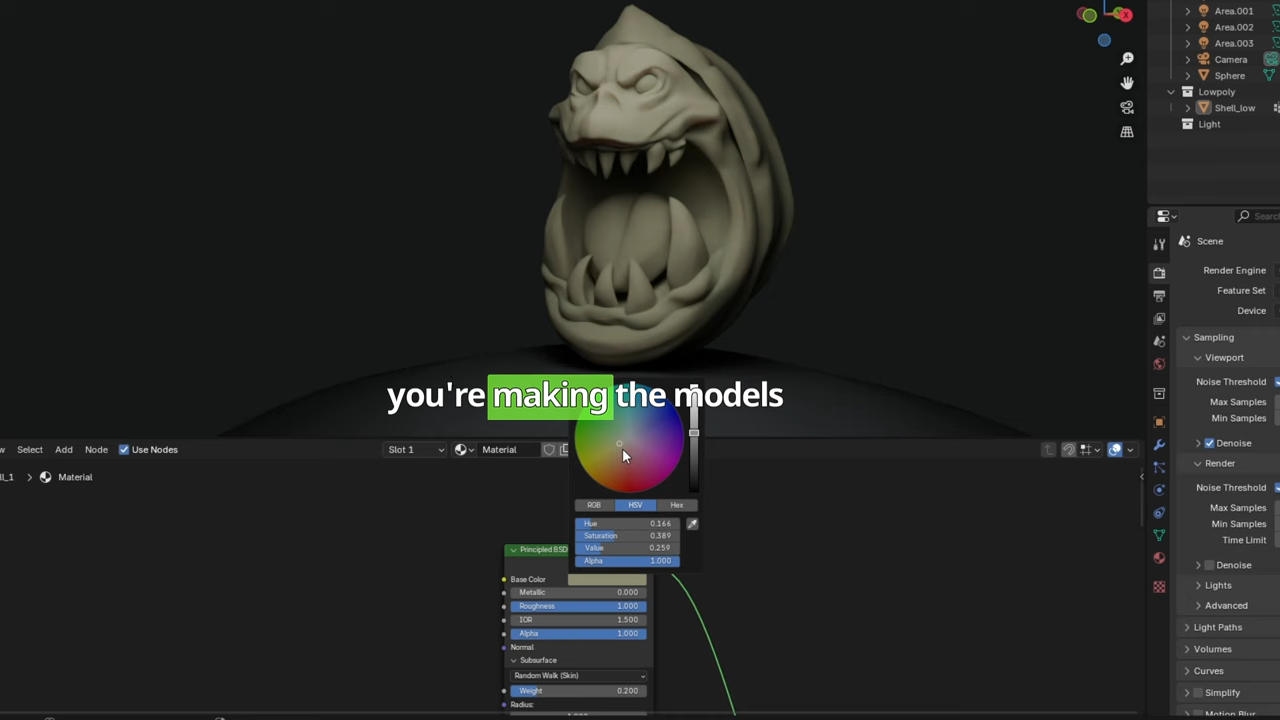 Area.001
Area.002
Area.003
Camera
Sphere
Lowpoly
Shell_low
Light
X
Scene
Render Engine
Feature Set
Device
Sampling
Viewport
Noise Threshold
Max Samples
Min Samples
Denoise
Render
Noise Threshold
Max Samples
Min Samples
Time Limit
Denoise
Lights
Advanced
Light Paths
Volumes
Curves
Simplify
Motion Blur
you're making the models
Select Add Node Use Nodes Slot 1 Material
Material
RGB HSV Hex
Hue 0.166
Saturation 0.389
Value 0.259
Alpha 1.000
Base Color
Metallic 0.000
Roughness 1.000
IOR 1.500
Alpha 1.000
Normal
Subsurface
Random Walk (Skin)
Weight 0.200
Radius: